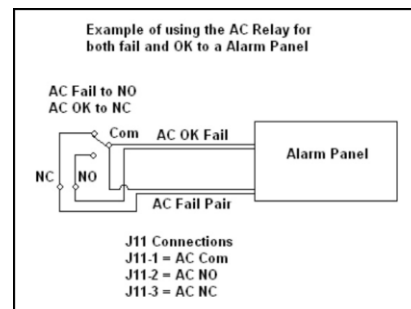 Example of using the AC Relay for
both fail and OK to a Alarm Panel
AC Fail to NO
AC OK to NC
Com
AC OK Fail
Alarm Panel
NC
NO
AC Fail Pair
J11 Connections
J11-1 = AC Com
J11-2 = AC NO
J11-3 = AC NC